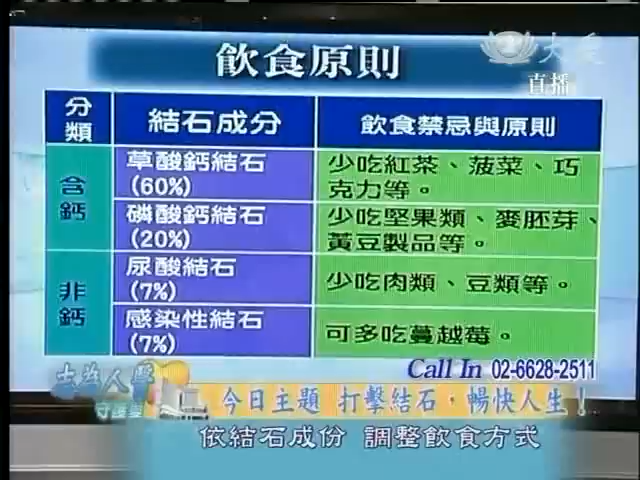 飲食原則
大愛
直播
分類
結石成分
飲食禁忌與原則
含鈣
草酸鈣結石
(60%)
少吃紅茶、菠菜、巧
克力等。
磷酸鈣結石
(20%)
少吃堅果類、麥胚芽、
黃豆製品等。
非鈣
尿酸結石
(7%)
少吃肉類、豆類等。
感染性結石
(7%)
可多吃蔓越莓。
Call In 02-6628-2511
志為人醫
守護愛
今日主題 打擊結石‧暢快人生！
依結石成份 調整飲食方式